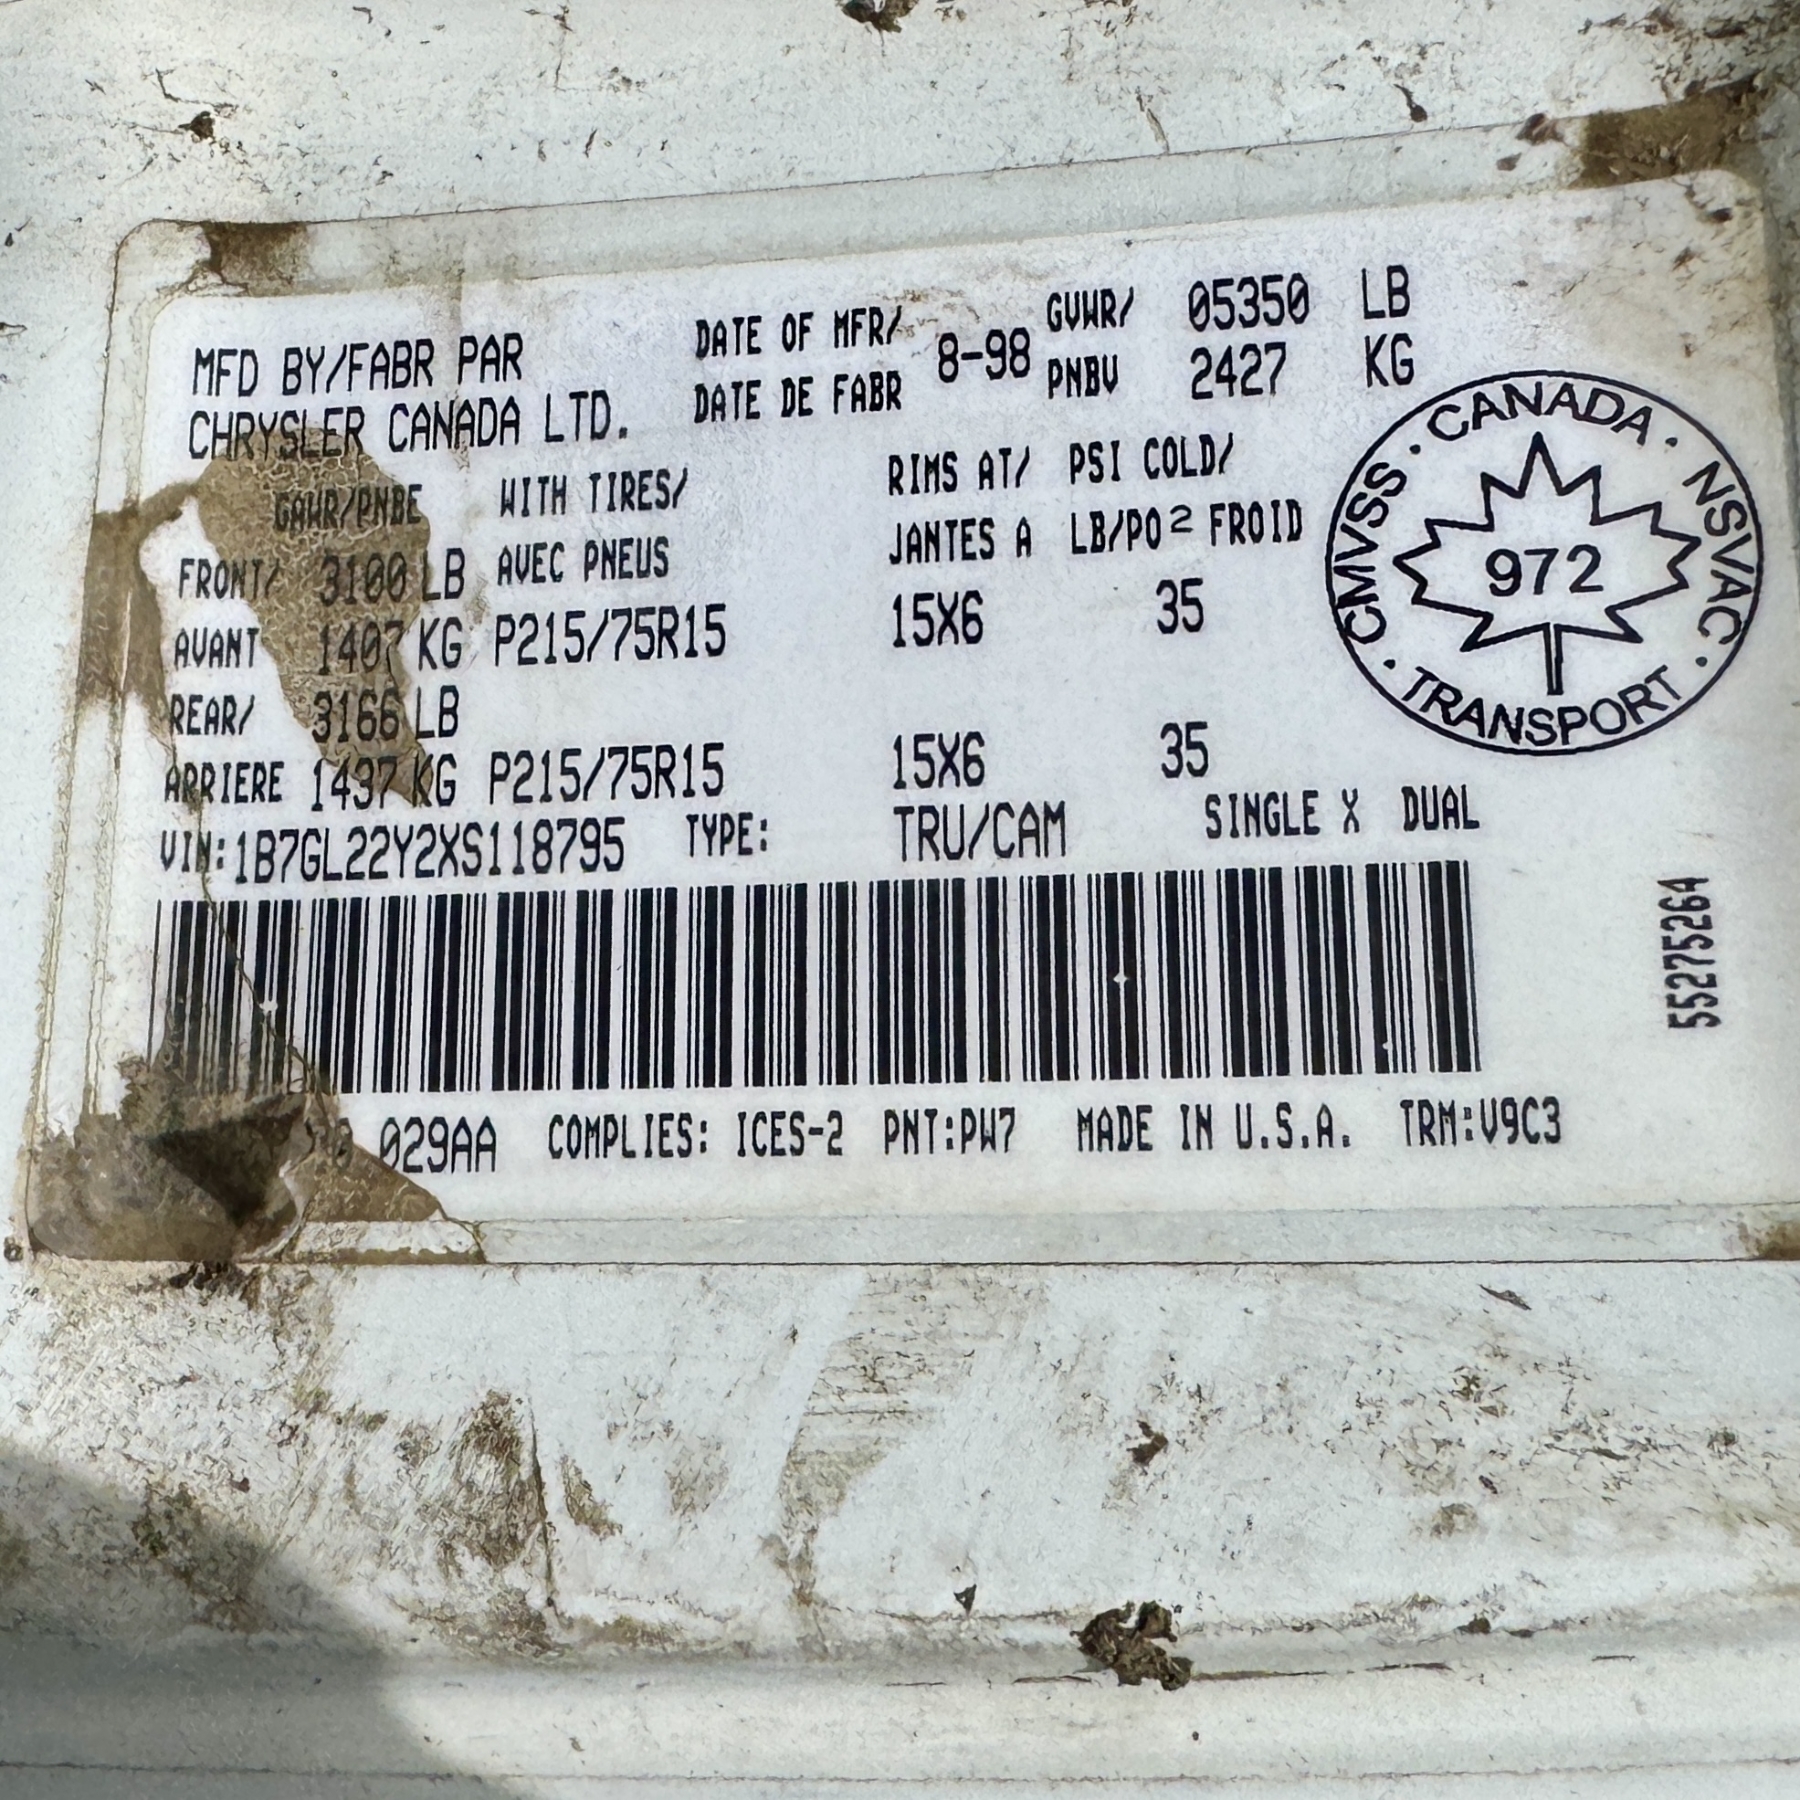 MFD BY/FABR PAR
CHRYSLER CANADA LTD.
DATE OF MFR/
DATE DE FABR
8-98
GVWR/ 05350 LB
PNBV 2427 KG
GAWR/PNBE WITH TIRES/ RIMS AT/ PSI COLD/
AVEC PNEUS JANTES A LB/PO² FROID
FRONT/ 3100 LB
AVANT 1407 KG P215/75R15 15X6 35
REAR/ 3166 LB
ARRIERE 1437 KG P215/75R15 15X6 35
VIN:1B7GL22Y2XS118795 TYPE: TRU/CAM SINGLE X DUAL
029AA COMPLIES: ICES-2 PNT:PW7 MADE IN U.S.A. TRM:V9C3
CMVSS · CANADA · NSVAC · TRANSPORT ·
972
55275264